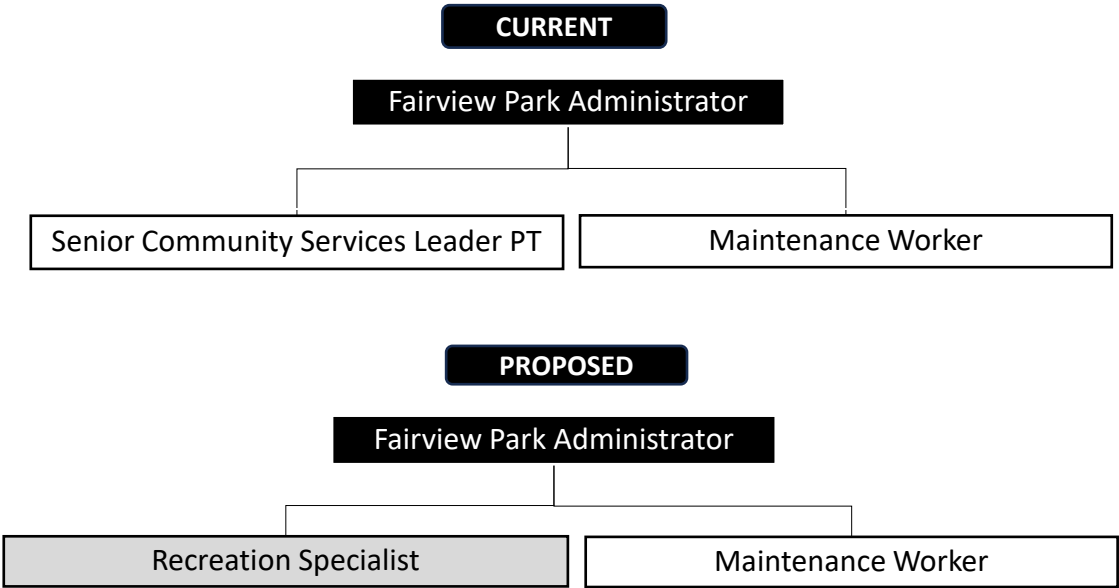 CURRENT
Fairview Park Administrator
Senior Community Services Leader PT
Maintenance Worker
PROPOSED
Fairview Park Administrator
Recreation Specialist
Maintenance Worker